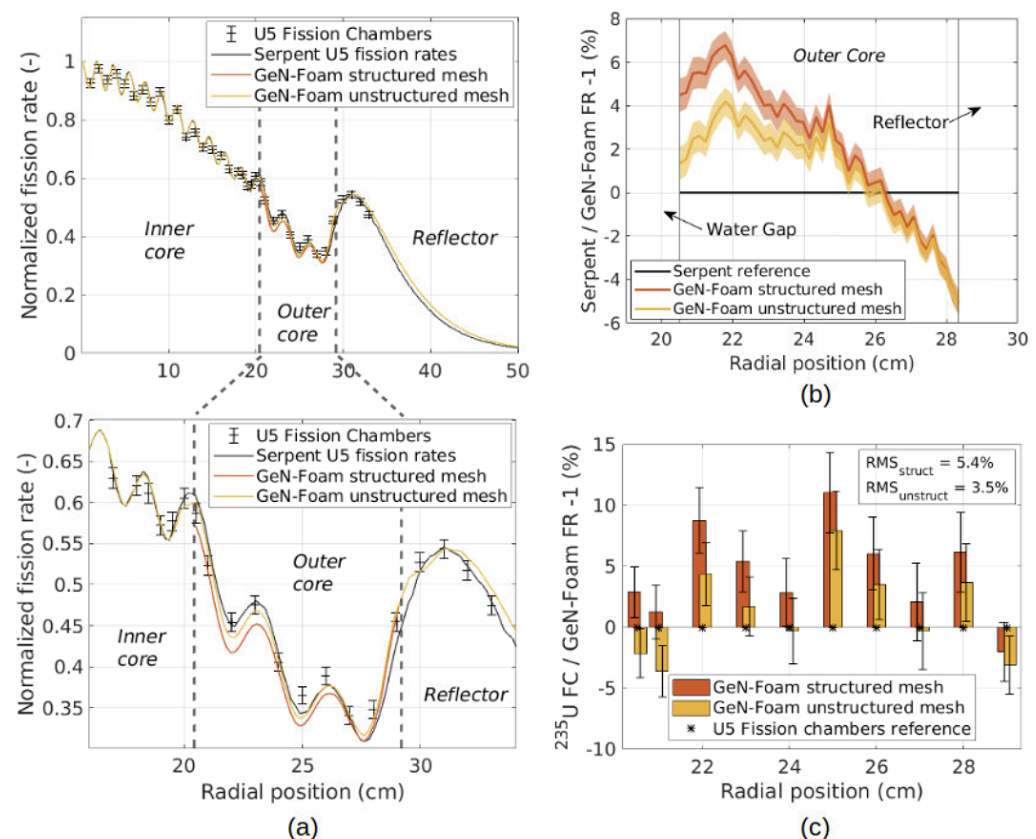 U5 Fission Chambers
Serpent U5 fission rates
GeN-Foam structured mesh
GeN-Foam unstructured mesh
Normalized fission rate (-)
1
0.8
0.6
0.4
0.2
0
Inner
core
Outer
core
Reflector
10 20 30 40 50
Serpent / GeN-Foam FR -1 (%)
8
6
4
2
0
-2
-4
-6
Outer Core
Reflector
Water Gap
Serpent reference
GeN-Foam structured mesh
GeN-Foam unstructured mesh
20 22 24 26 28 30
Radial position (cm)
(b)
Normalized fission rate (-)
0.7
0.65
0.6
0.55
0.5
0.45
0.4
0.35
U5 Fission Chambers
Serpent U5 fission rates
GeN-Foam structured mesh
GeN-Foam unstructured mesh
Outer
core
Inner
core
Reflector
20 25 30
Radial position (cm)
(a)
²³⁵U FC / GeN-Foam FR -1 (%)
15
10
5
0
-5
-10
RMS_struct = 5.4%
RMS_unstruct = 3.5%
GeN-Foam structured mesh
GeN-Foam unstructured mesh
U5 Fission chambers reference
22 24 26 28
Radial position (cm)
(c)